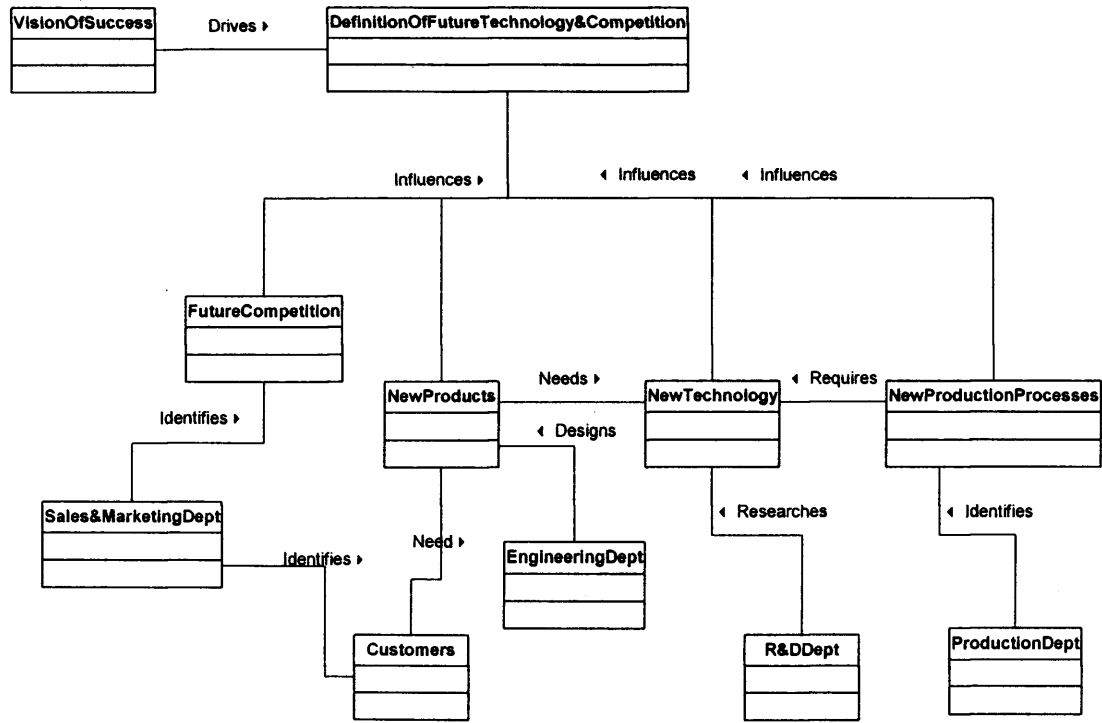 VisionOfSuccess
Drives ▸
DefinitionOfFutureTechnology&Competition
Influences ▸
◂ Influences
◂ Influences
FutureCompetition
NewProducts
Needs ▸
NewTechnology
◂ Requires
NewProductionProcesses
Identifies ▸
◂ Designs
Sales&MarketingDept
Identifies ▸
Need ▸
EngineeringDept
◂ Researches
◂ Identifies
Customers
R&DDept
ProductionDept